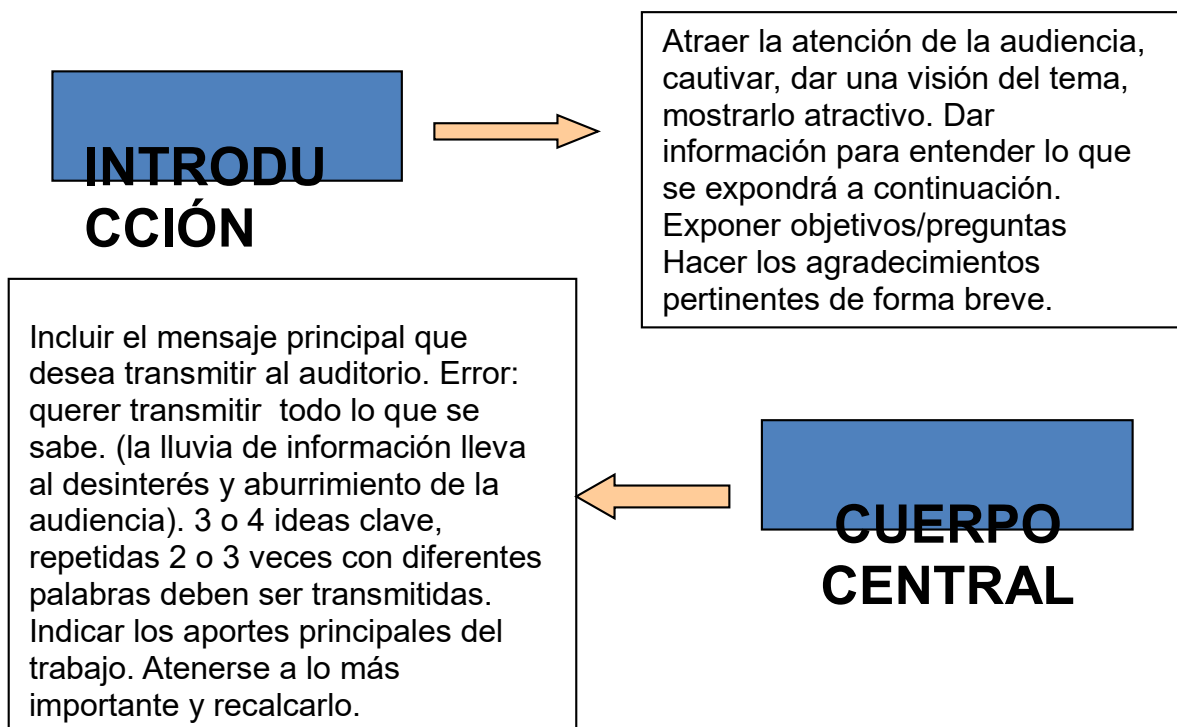 INTRODU
CCIÓN
Atraer la atención de la audiencia,
cautivar, dar una visión del tema,
mostrarlo atractivo. Dar
información para entender lo que
se expondrá a continuación.
Exponer objetivos/preguntas
Hacer los agradecimientos
pertinentes de forma breve.
Incluir el mensaje principal que
desea transmitir al auditorio. Error:
querer transmitir  todo lo que se
sabe. (la lluvia de información lleva
al desinterés y aburrimiento de la
audiencia). 3 o 4 ideas clave,
repetidas 2 o 3 veces con diferentes
palabras deben ser transmitidas.
Indicar los aportes principales del
trabajo. Atenerse a lo más
importante y recalcarlo.
CUERPO
CENTRAL